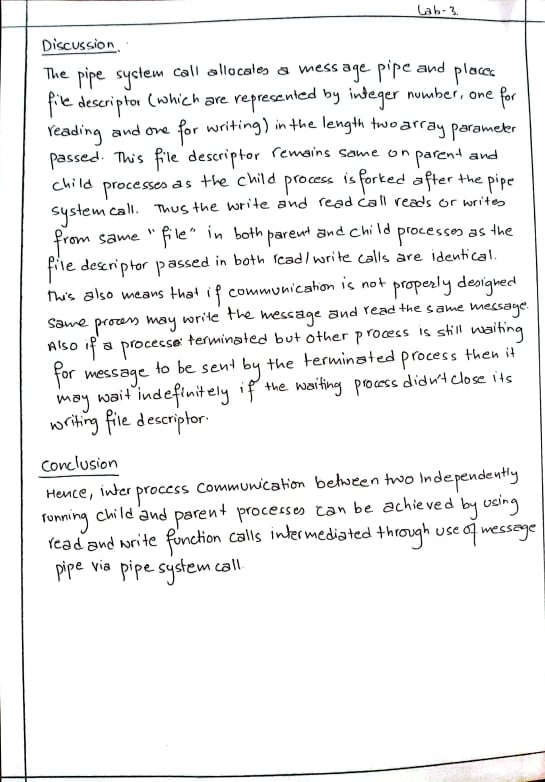 Lab-3.
Discussion.
The pipe system call allocates a message pipe and places
file descriptor (which are represented by integer number, one for
reading and one for writing) in the length two array parameter
passed. This file descriptor remains same on parent and
child processes as the child process is forked after the pipe
system call. Thus the write and read call reads or writes
from same "file" in both parent and child processes as the
file descriptor passed in both read/write calls are identical.
This also means that if communication is not properly designed
same process may write the message and read the same message.
Also if a process terminated but other process is still waiting
for message to be sent by the terminated process then it
may wait indefinitely if the waiting process didn't close its
writing file descriptor.
Conclusion
Hence, inter process communication between two Independently
running child and parent processes can be achieved by using
read and write function calls intermediated through use of message
pipe via pipe system call.